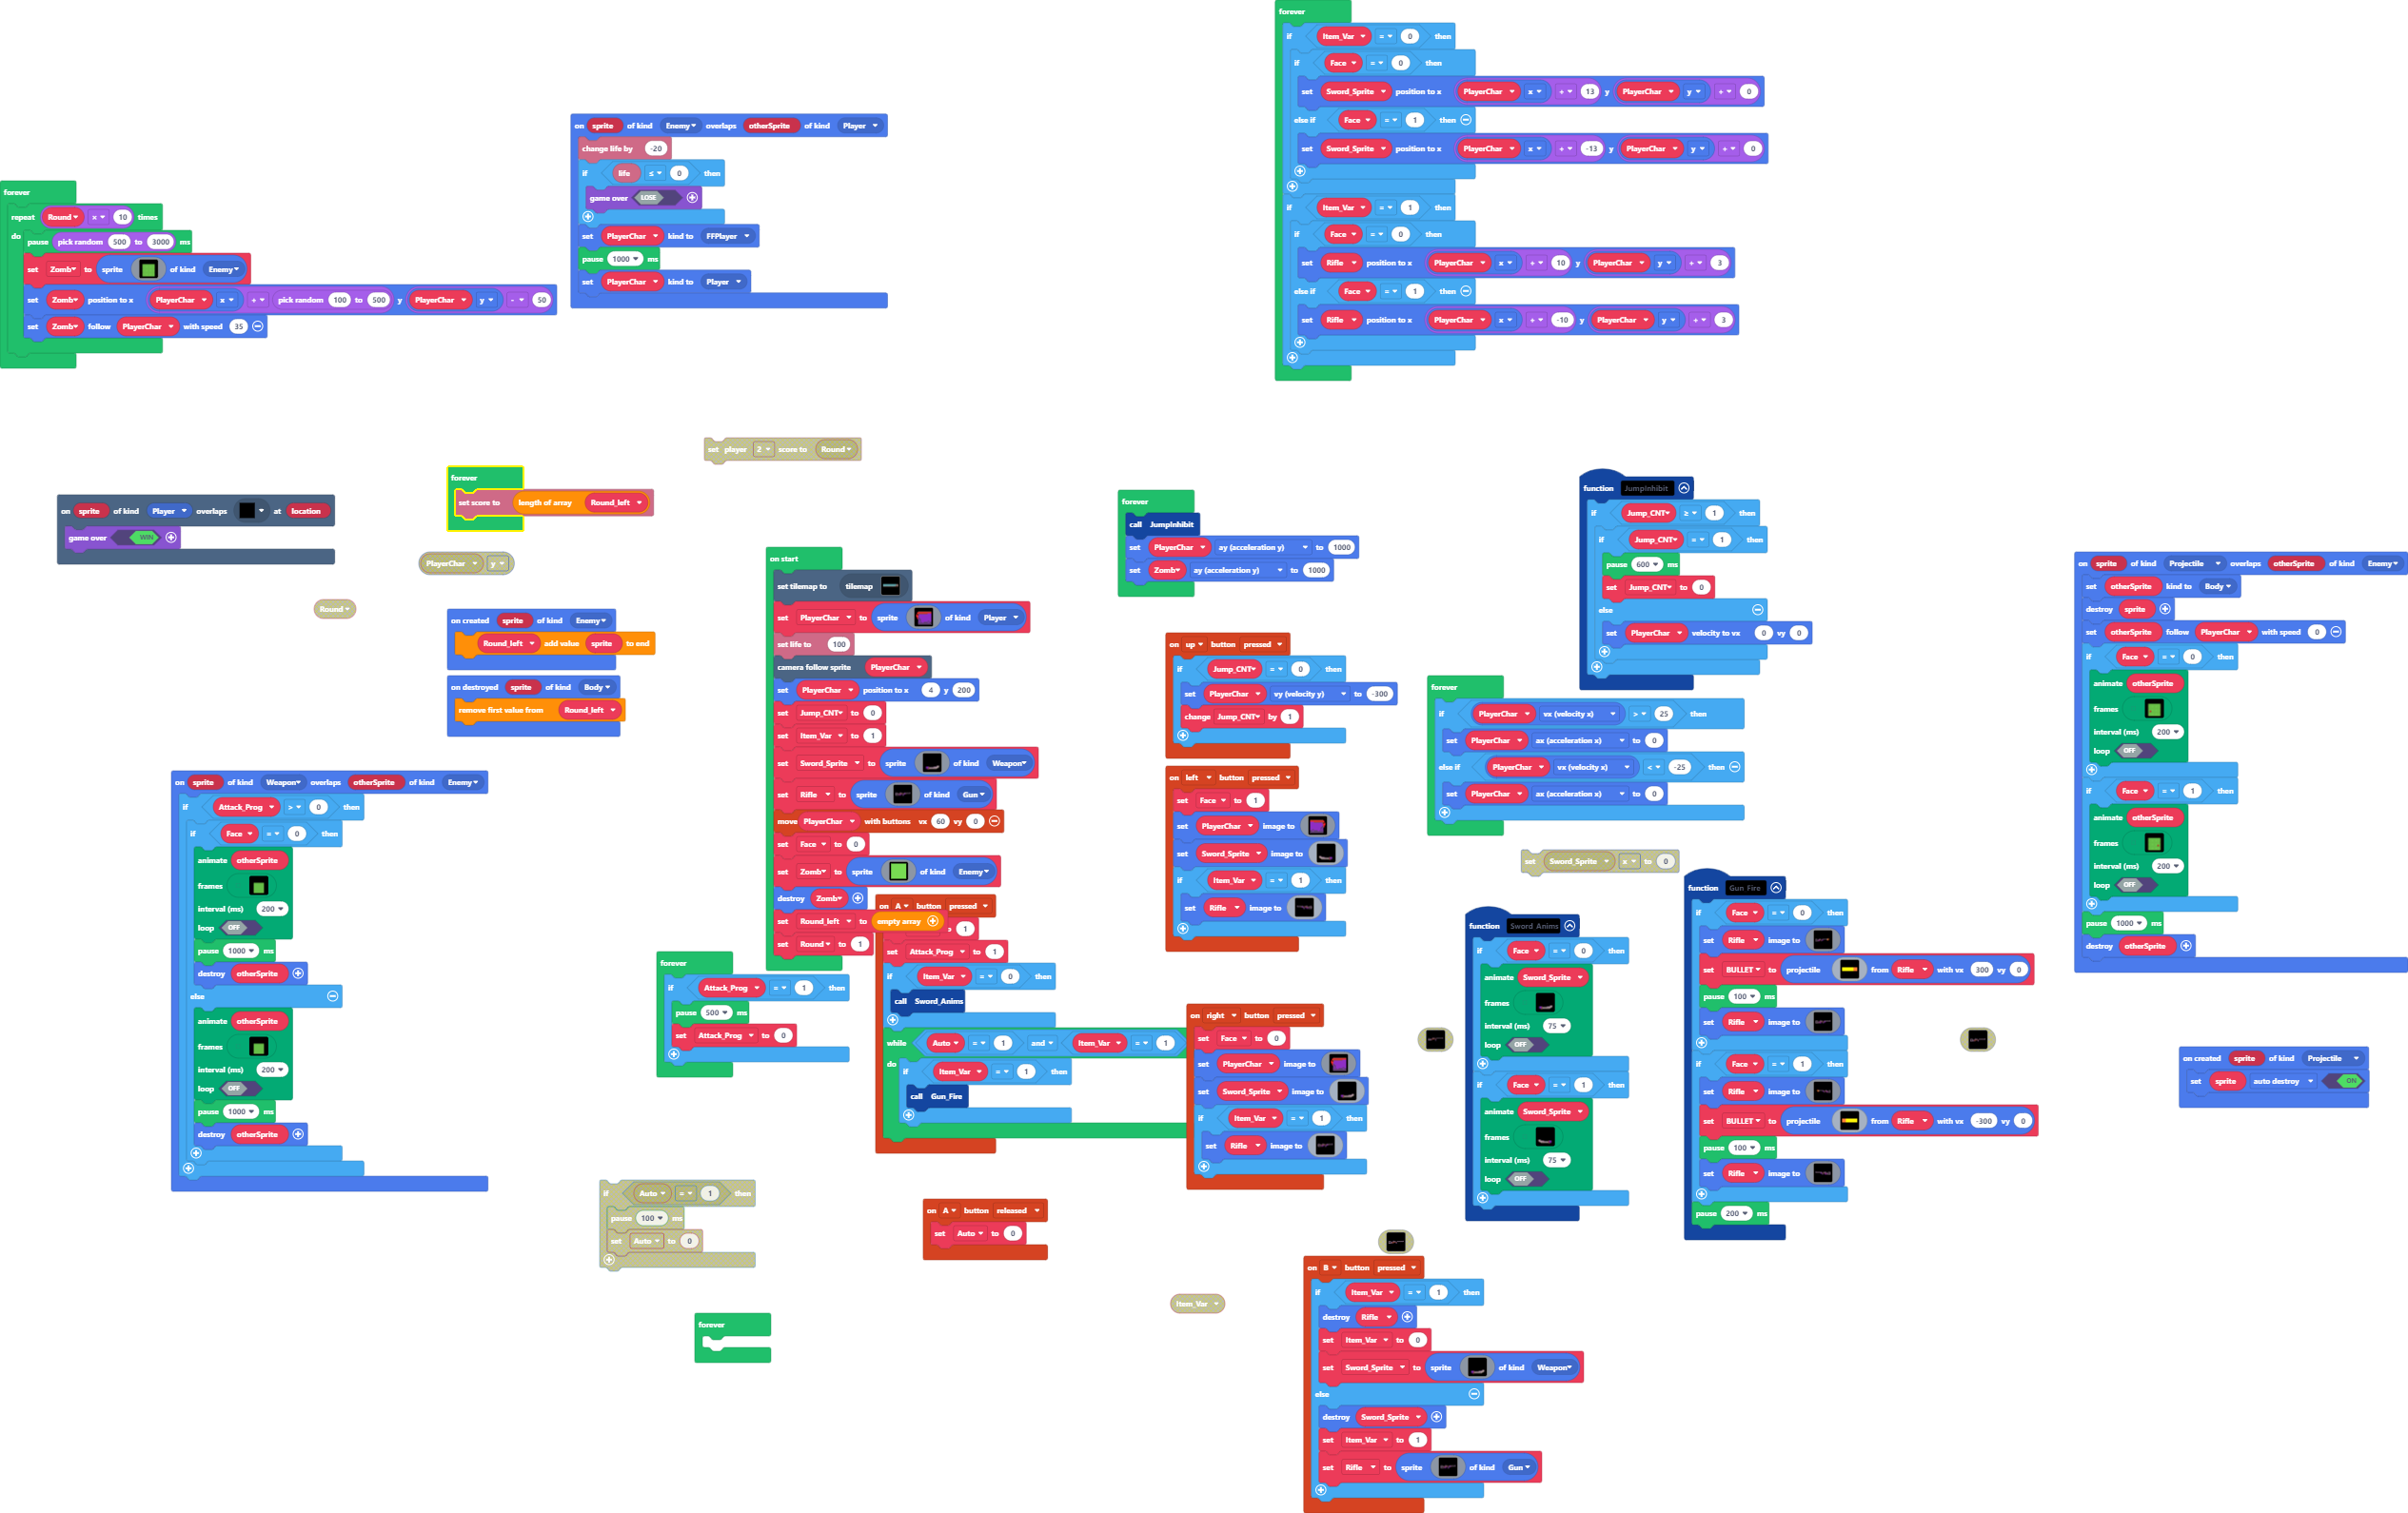 forever
if Item_Var = 0 then
if Face = 0 then
set Sword_Sprite position to x PlayerChar x + 13 y PlayerChar y + 0
else if Face = 1 then
set Sword_Sprite position to x PlayerChar x + -13 y PlayerChar y + 0
if Item_Var = 1 then
if Face = 0 then
set Rifle position to x PlayerChar x + 10 y PlayerChar y + 3
else if Face = 1 then
set Rifle position to x PlayerChar x + -10 y PlayerChar y + 3
on sprite of kind Enemy overlaps otherSprite of kind Player
change life by -20
if life ≤ 0 then
game over LOSE
set PlayerChar kind to FFPlayer
pause 1000 ms
set PlayerChar kind to Player
forever
repeat Round x 10 times
do pause pick random 500 to 3000 ms
set Zomb to sprite of kind Enemy
set Zomb position to x PlayerChar x + pick random 100 to 500 y PlayerChar y - 50
set Zomb follow PlayerChar with speed 35
set player 2 score to Round
forever
set score to length of array Round_left
on sprite of kind Player overlaps at location
game over WIN
PlayerChar y
Round
on created sprite of kind Enemy
Round_left add value sprite to end
on destroyed sprite of kind Body
remove first value from Round_left
on start
set tilemap to tilemap
set PlayerChar to sprite of kind Player
set life to 100
camera follow sprite PlayerChar
set PlayerChar position to x 4 y 200
set Jump_CNT to 0
set Item_Var to 1
set Sword_Sprite to sprite of kind Weapon
set Rifle to sprite of kind Gun
move PlayerChar with buttons vx 60 vy 0
set Face to 0
set Zomb to sprite of kind Enemy
destroy Zomb
set Round_left to empty array
set Round to 1
forever
call JumpInhibit
set PlayerChar ay (acceleration y) to 1000
set Zomb ay (acceleration y) to 1000
function JumpInhibit
if Jump_CNT ≥ 1 then
if Jump_CNT = 1 then
pause 600 ms
set Jump_CNT to 0
else
set PlayerChar velocity to vx 0 vy 0
on up button pressed
if Jump_CNT = 0 then
set PlayerChar vy (velocity y) to -300
change Jump_CNT by 1
on left button pressed
set Face to 1
set PlayerChar image to
set Sword_Sprite image to
if Item_Var = 1 then
set Rifle image to
forever
if PlayerChar vx (velocity x) > 25 then
set PlayerChar ax (acceleration x) to 0
else if PlayerChar vx (velocity x) < -25 then
set PlayerChar ax (acceleration x) to 0
set Sword_Sprite x to 0
on sprite of kind Projectile overlaps otherSprite of kind Enemy
set otherSprite kind to Body
destroy sprite
set otherSprite follow PlayerChar with speed 0
if Face = 0 then
animate otherSprite
frames
interval (ms) 200
loop OFF
if Face = 1 then
animate otherSprite
frames
interval (ms) 200
loop OFF
pause 1000 ms
destroy otherSprite
on sprite of kind Weapon overlaps otherSprite of kind Enemy
if Attack_Prog > 0 then
if Face = 0 then
animate otherSprite
frames
interval (ms) 200
loop OFF
pause 1000 ms
destroy otherSprite
else
animate otherSprite
frames
interval (ms) 200
loop OFF
pause 1000 ms
destroy otherSprite
forever
if Attack_Prog = 1 then
pause 500 ms
set Attack_Prog to 0
on A button pressed
1
set Attack_Prog to 1
if Item_Var = 0 then
call Sword_Anims
while Auto = 1 and Item_Var = 1
do if Item_Var = 1 then
call Gun_Fire
on right button pressed
set Face to 0
set PlayerChar image to
set Sword_Sprite image to
if Item_Var = 1 then
set Rifle image to
function Sword_Anims
if Face = 0 then
animate Sword_Sprite
frames
interval (ms) 75
loop OFF
if Face = 1 then
animate Sword_Sprite
frames
interval (ms) 75
loop OFF
function Gun_Fire
if Face = 0 then
set Rifle image to
set BULLET to projectile from Rifle with vx 300 vy 0
pause 100 ms
set Rifle image to
if Face = 1 then
set Rifle image to
set BULLET to projectile from Rifle with vx -300 vy 0
pause 100 ms
set Rifle image to
pause 200 ms
on created sprite of kind Projectile
set sprite auto destroy ON
if Auto = 1 then
pause 100 ms
set Auto to 0
on A button released
set Auto to 0
forever
Item_Var
on B button pressed
if Item_Var = 1 then
destroy Rifle
set Item_Var to 0
set Sword_Sprite to sprite of kind Weapon
else
destroy Sword_Sprite
set Item_Var to 1
set Rifle to sprite of kind Gun